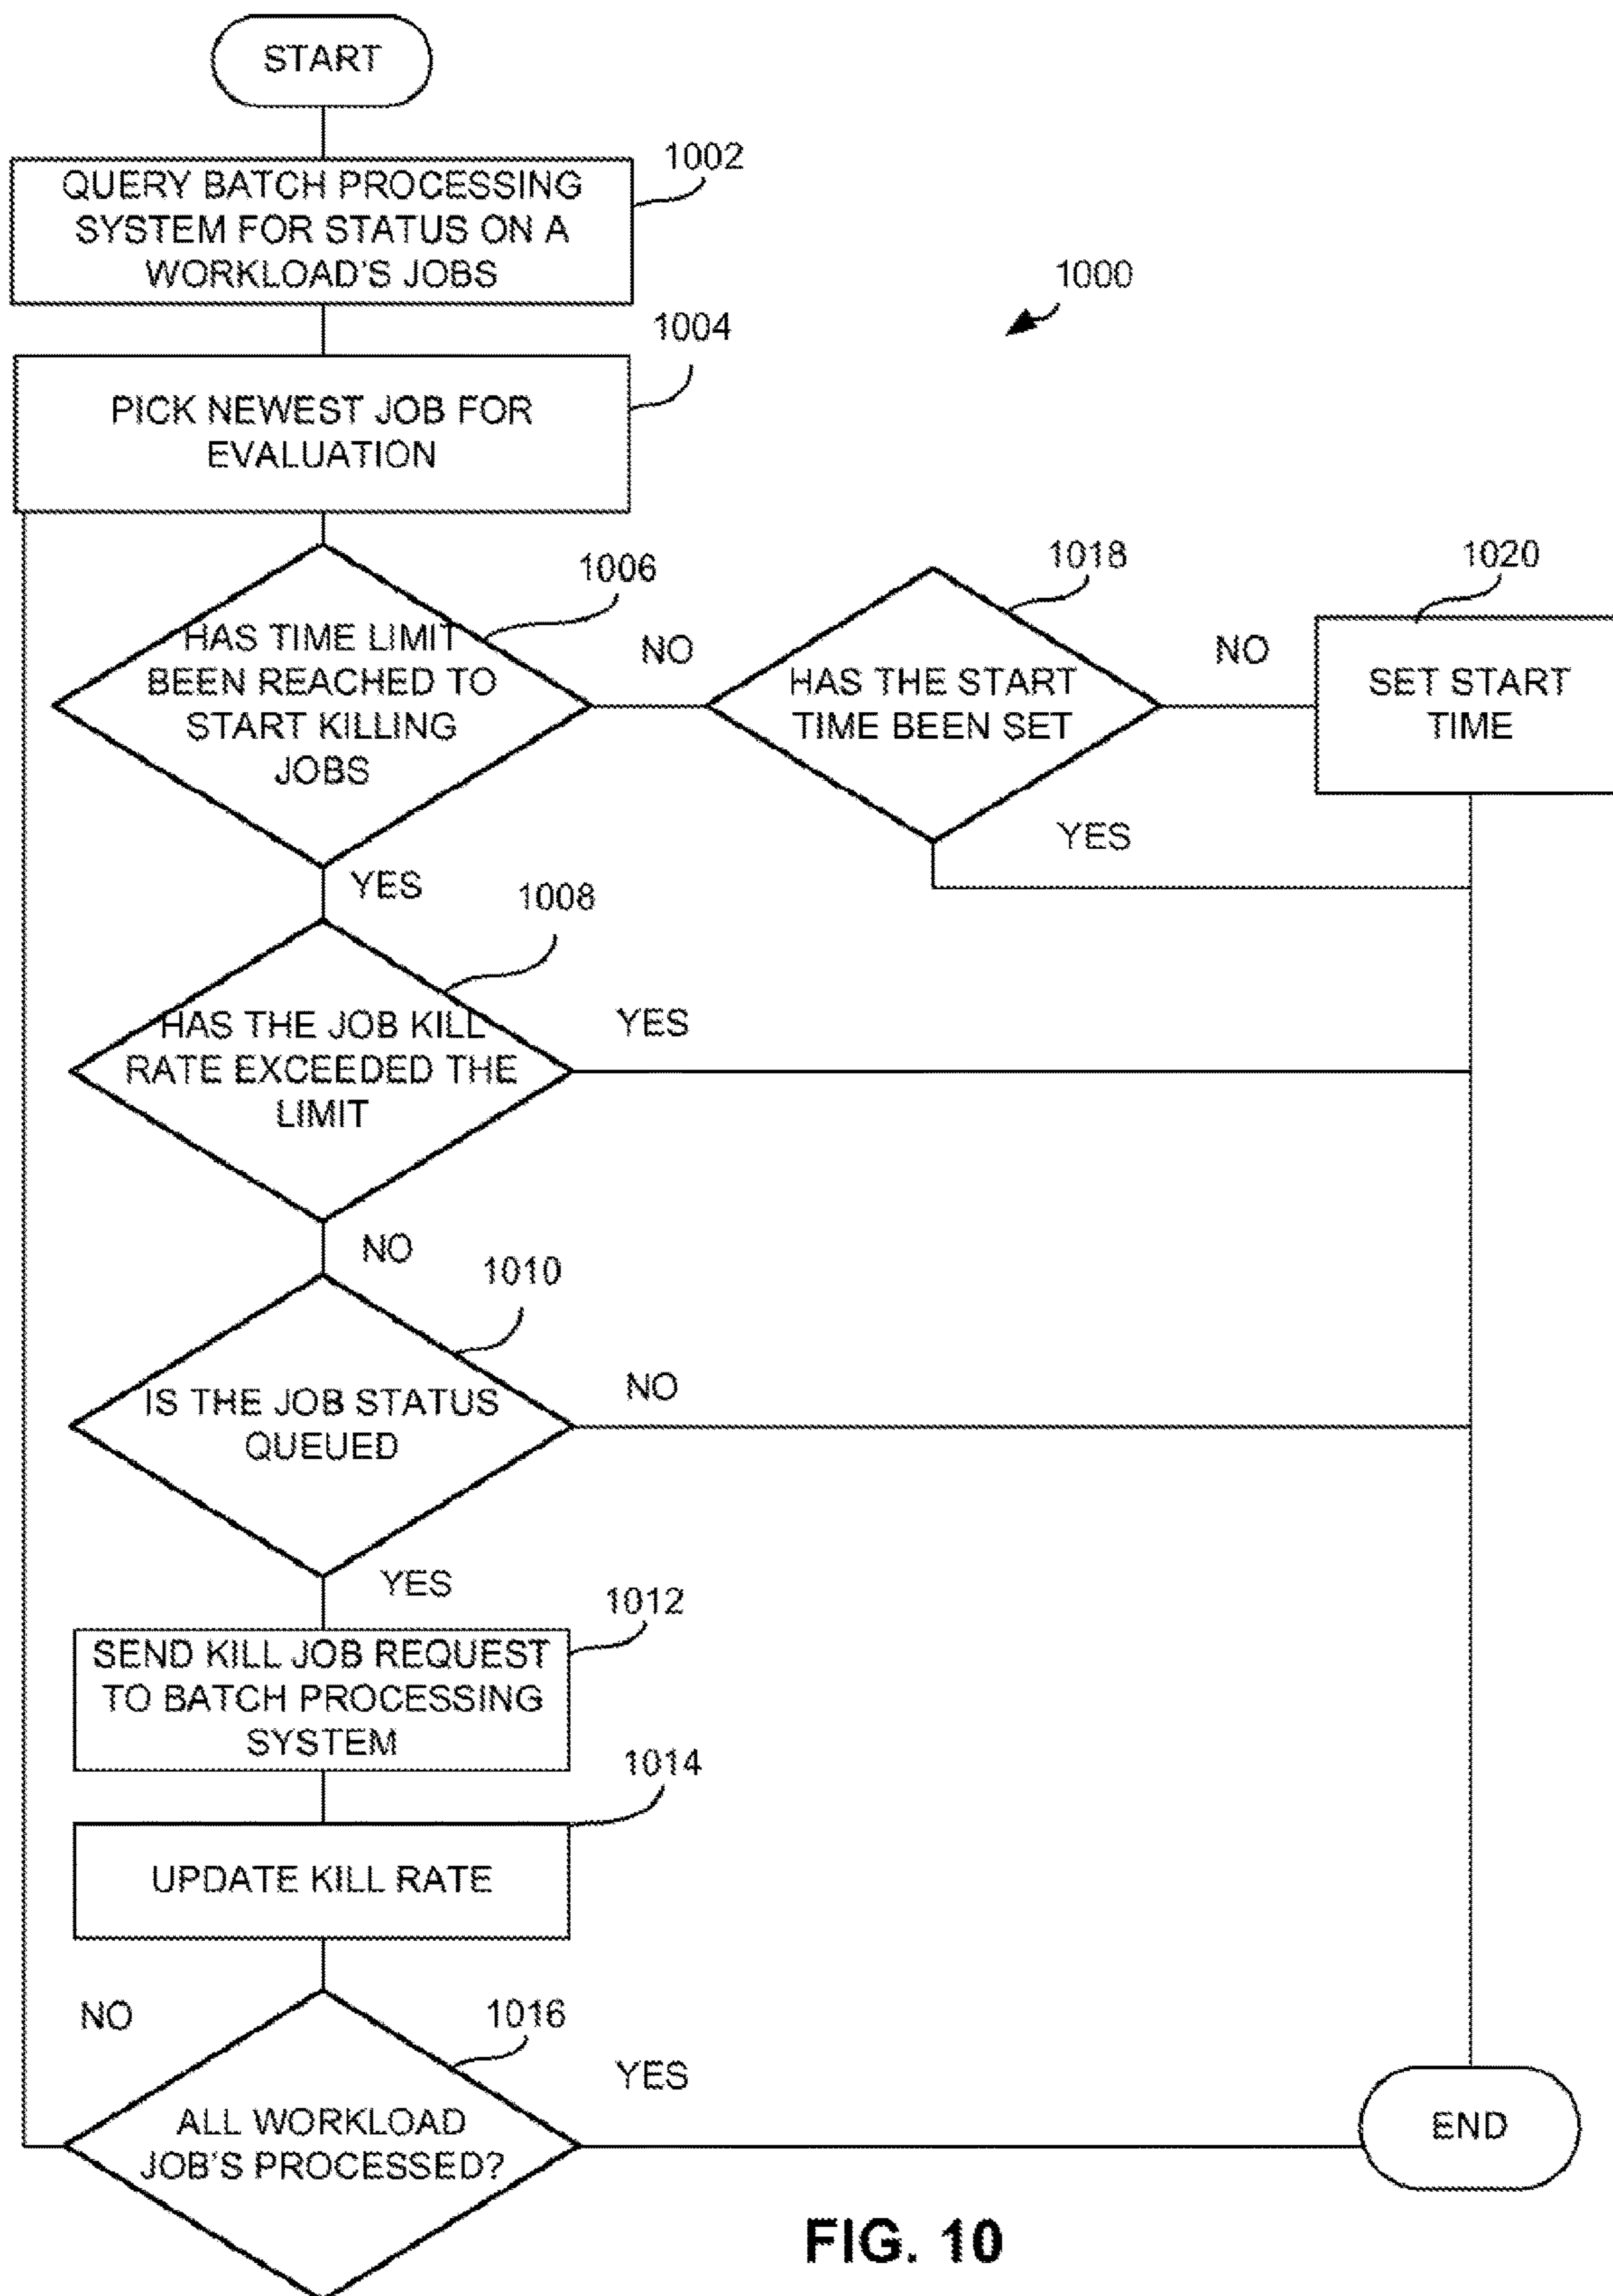 START
1002
QUERY BATCH PROCESSING
SYSTEM FOR STATUS ON A
WORKLOAD'S JOBS
1000
1004
PICK NEWEST JOB FOR
EVALUATION
1006
HAS TIME LIMIT
BEEN REACHED TO
START KILLING
JOBS
NO
1018
HAS THE START
TIME BEEN SET
NO
1020
SET START
TIME
YES
YES
1008
HAS THE JOB KILL
RATE EXCEEDED THE
LIMIT
YES
NO
1010
IS THE JOB STATUS
QUEUED
NO
YES
1012
SEND KILL JOB REQUEST
TO BATCH PROCESSING
SYSTEM
1014
UPDATE KILL RATE
NO
1016
ALL WORKLOAD
JOB'S PROCESSED?
YES
END
FIG. 10